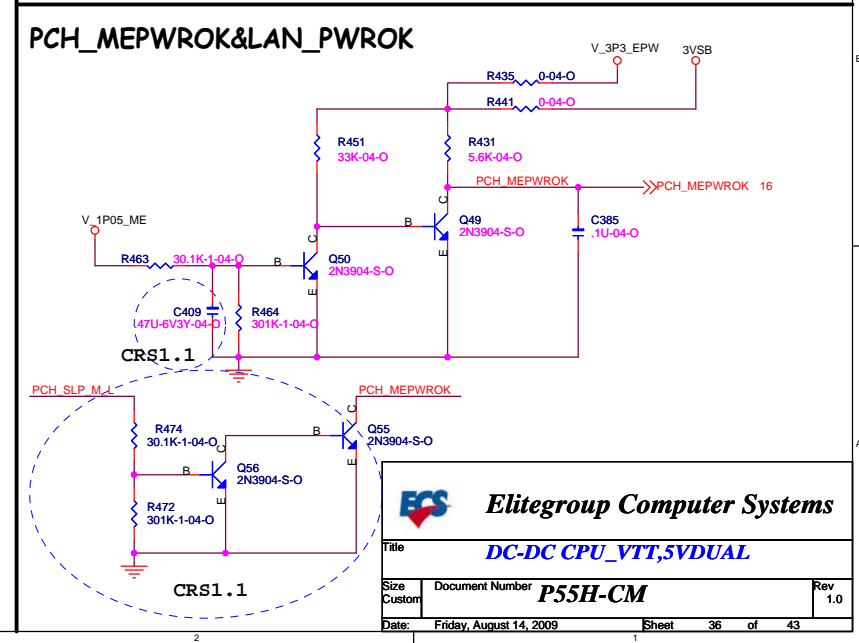 PCH_MEPWROK&LAN_PWROK
V_3P3_EPW
3VSB
R435 0-04-O
R441 0-04-O
R451
33K-04-O
R431
5.6K-04-O
PCH_MEPWROK
PCH_MEPWROK 16
V_1P05_ME
B
C
E
Q49
2N3904-S-O
C385
.1U-04-O
R463 30.1K-1-04-O
B
C
E
Q50
2N3904-S-O
C409
.47U-6V3Y-04-O
R464
301K-1-04-O
CRS1.1
PCH_SLP_M_L
PCH_MEPWROK
R474
30.1K-1-04-O
B
C
E
Q56
2N3904-S-O
B
C
E
Q55
2N3904-S-O
R472
301K-1-04-O
CRS1.1
ECS Elitegroup Computer Systems
Title
DC-DC CPU_VTT,5VDUAL
Size
Custom
Document Number
P55H-CM
Rev
1.0
Date: Friday, August 14, 2009 Sheet 36 of 43
2 1
B
A